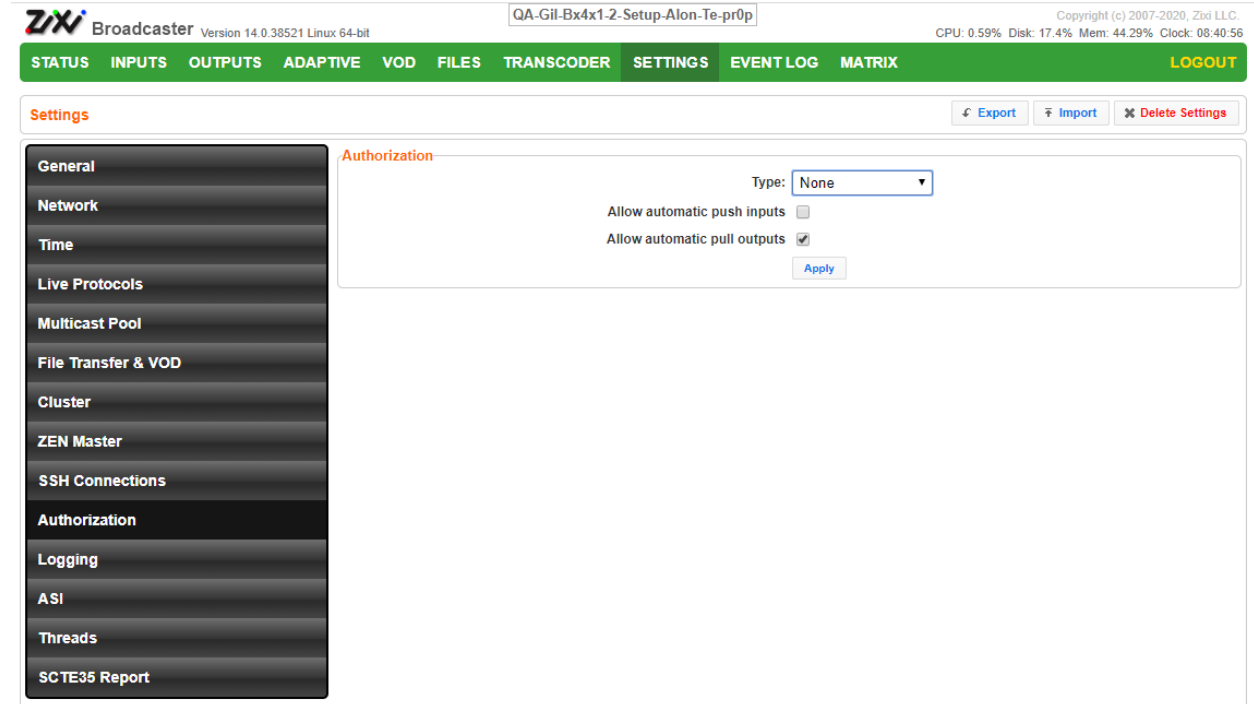 ZiXi Broadcaster Version 14.0.38521 Linux 64-bit
QA-Gil-Bx4x1-2-Setup-Alon-Te-pr0p
Copyright (c) 2007-2020, Zixi LLC.
CPU: 0.59% Disk: 17.4% Mem: 44.29% Clock: 08:40:56
STATUS INPUTS OUTPUTS ADAPTIVE VOD FILES TRANSCODER SETTINGS EVENT LOG MATRIX LOGOUT
Settings
Export Import Delete Settings
General
Network
Time
Live Protocols
Multicast Pool
File Transfer & VOD
Cluster
ZEN Master
SSH Connections
Authorization
Logging
ASI
Threads
SCTE35 Report
Authorization
Type: None
Allow automatic push inputs
Allow automatic pull outputs
Apply